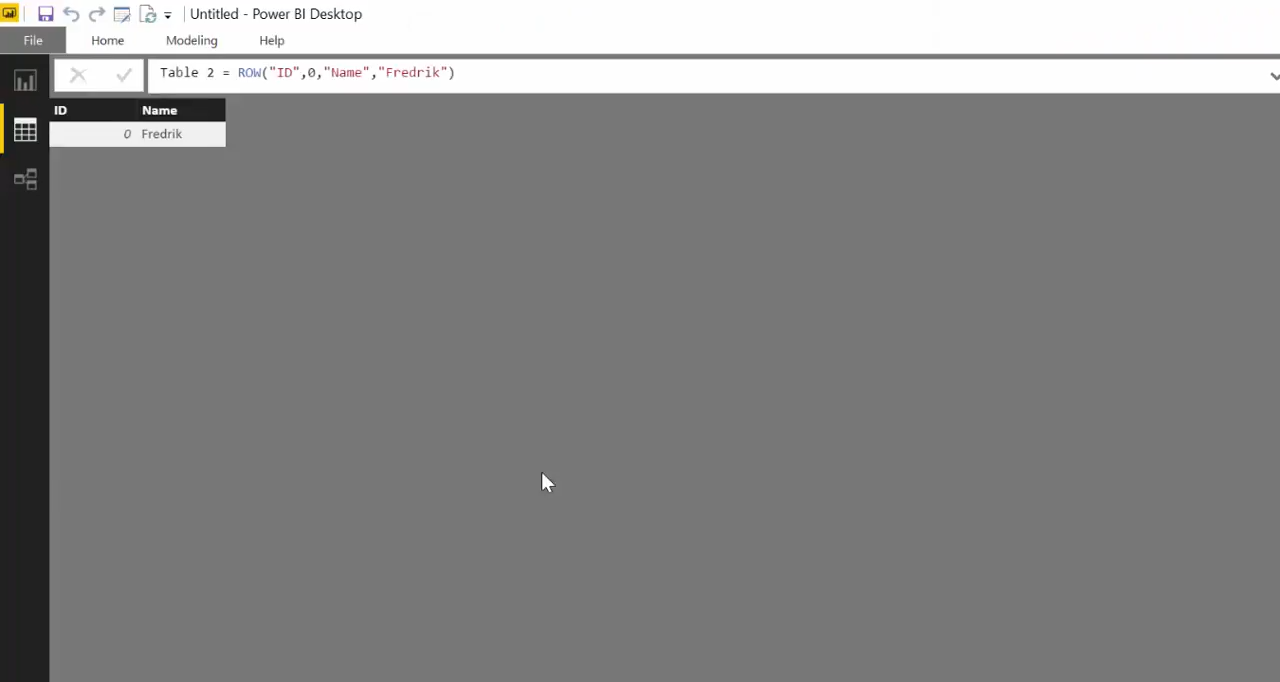 Untitled - Power BI Desktop
File Home Modeling Help
Table 2 = ROW("ID",0,"Name","Fredrik")
ID Name
0 Fredrik